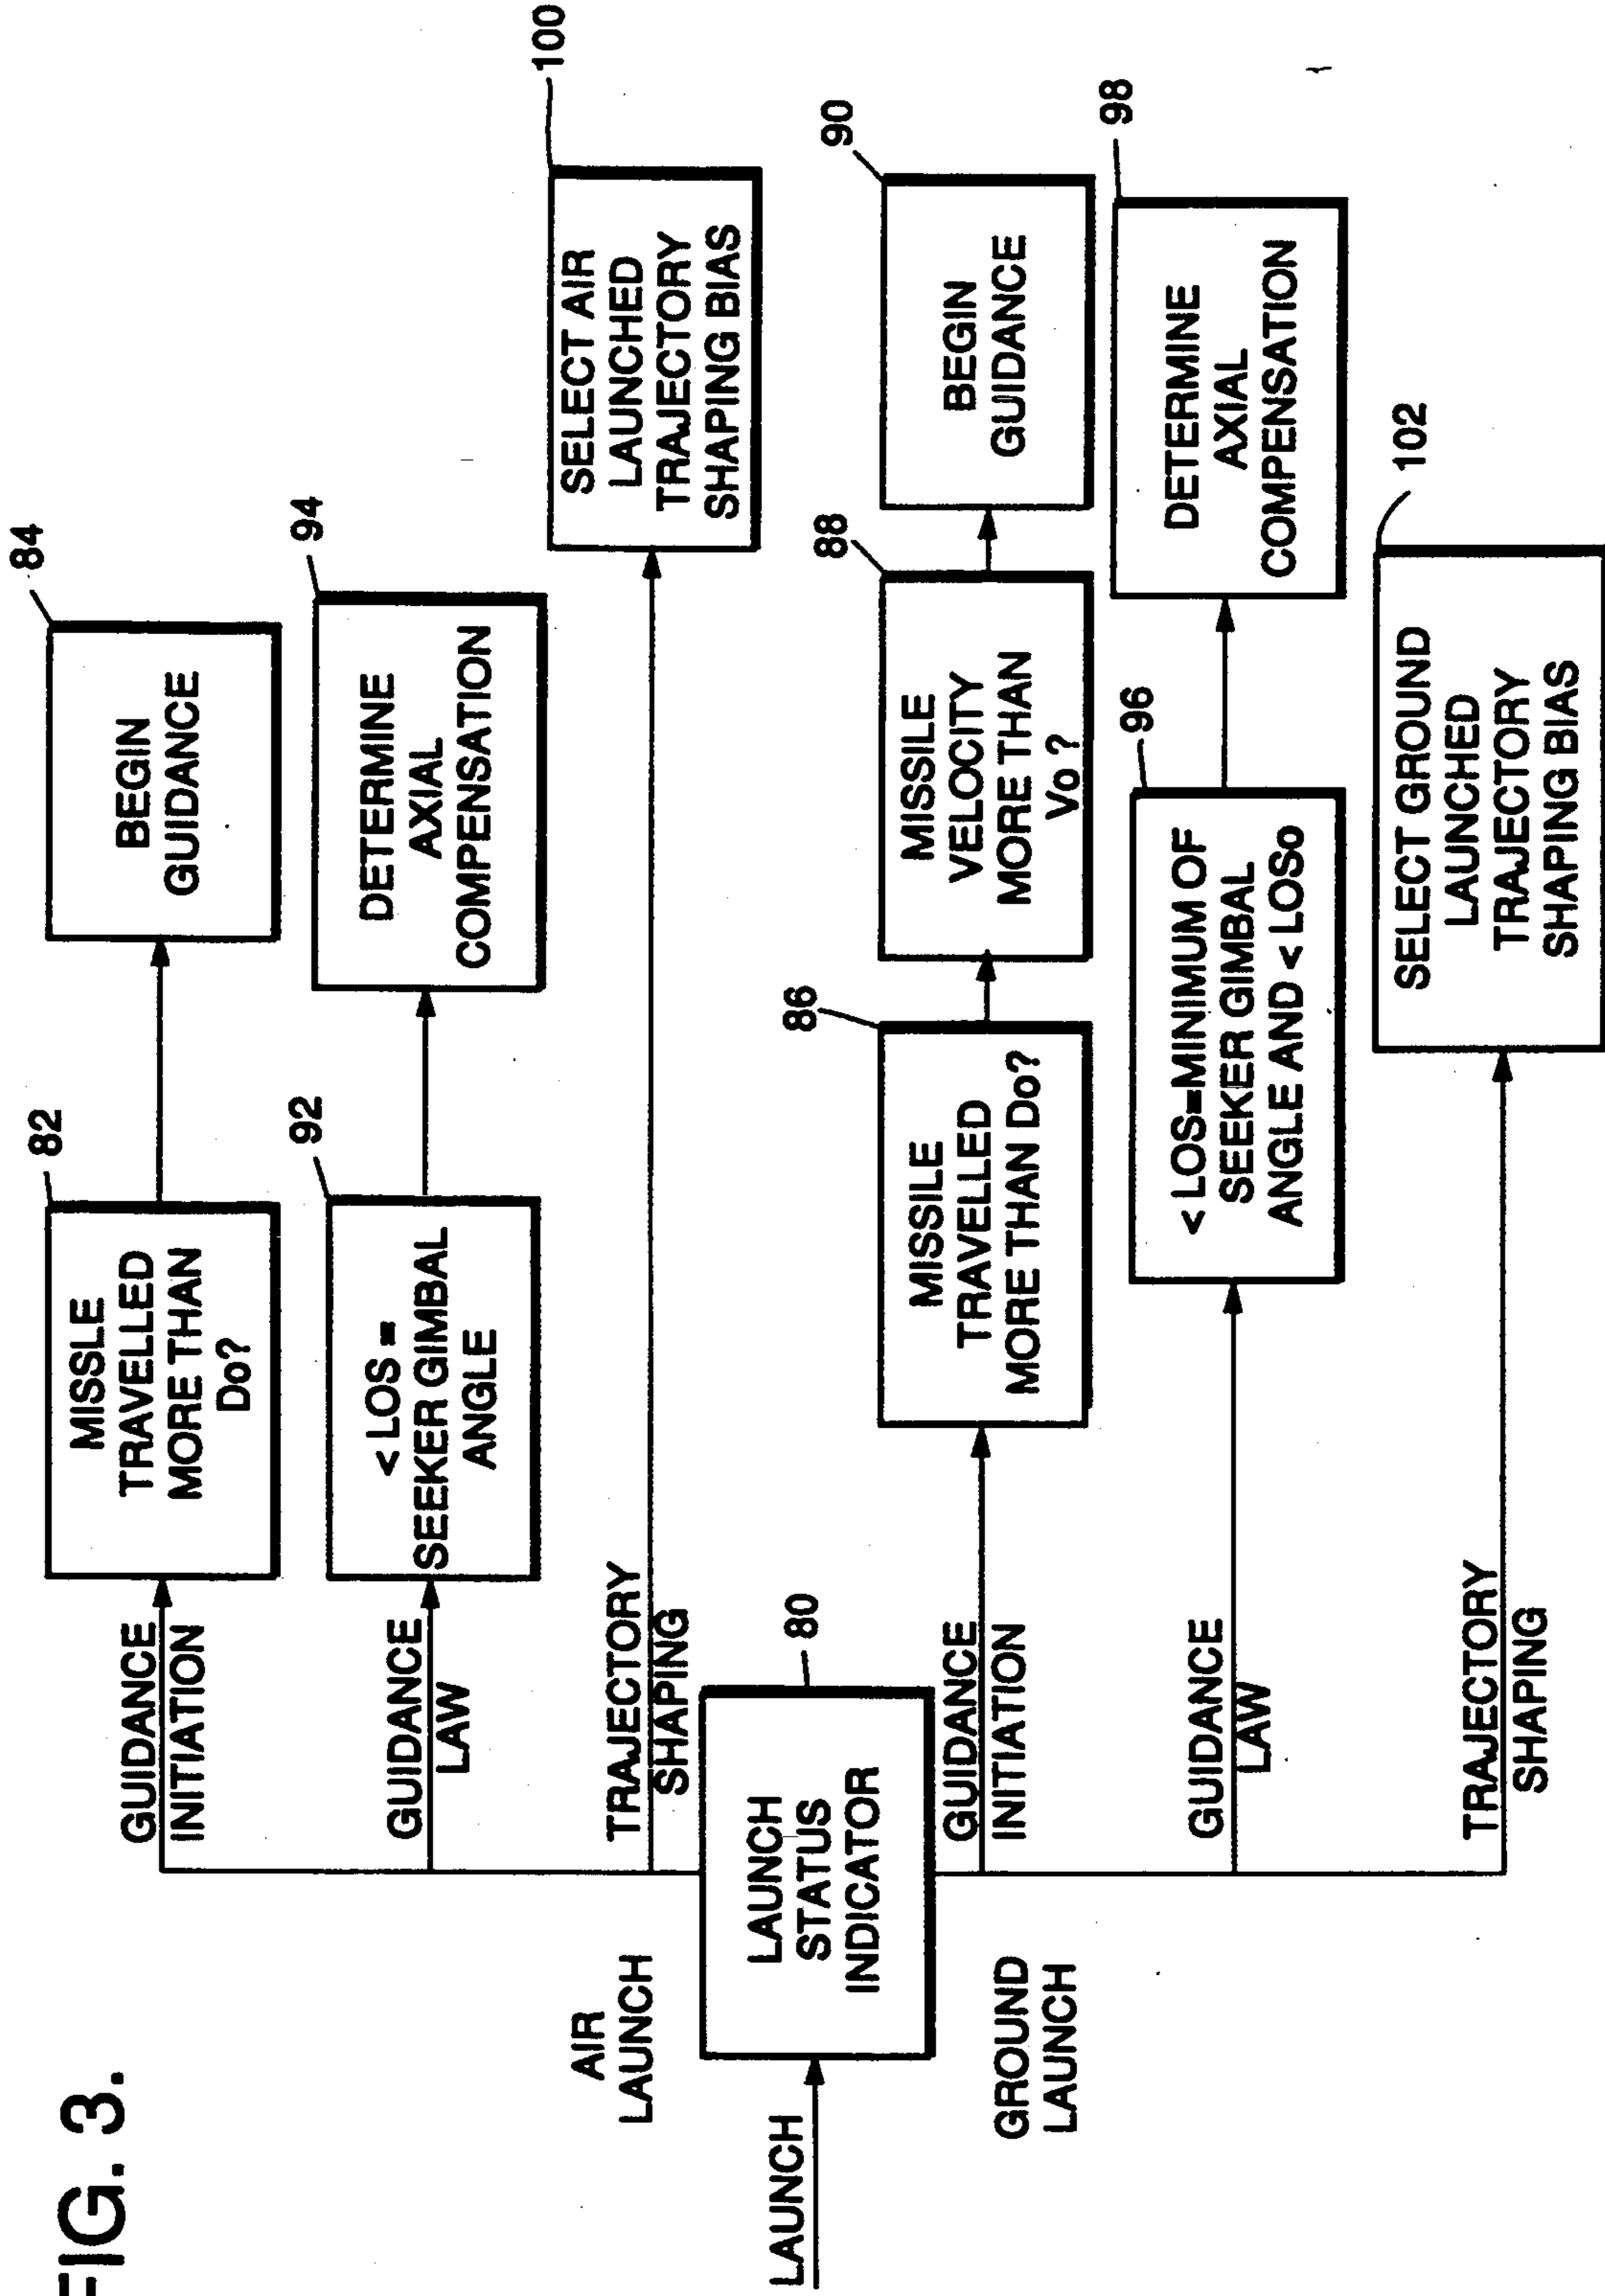 FIG. 3.
LAUNCH
AIR
LAUNCH
GROUND
LAUNCH
LAUNCH
STATUS
INDICATOR
80
GUIDANCE
INITIATION
MISSLE
TRAVELLED
MORE THAN
Do?
82
BEGIN
GUIDANCE
84
GUIDANCE
LAW
< LOS =
SEEKER GIMBAL
ANGLE
92
DETERMINE
AXIAL
COMPENSATION
94
TRAJECTORY
SHAPING
SELECT AIR
LAUNCHED
TRAJECTORY
SHAPING BIAS
100
GUIDANCE
INITIATION
MISSILE
TRAVELLED
MORE THAN Do?
86
MISSILE
VELOCITY
MORE THAN
Vo ?
88
BEGIN
GUIDANCE
90
GUIDANCE
LAW
< LOS=MINIMUM OF
SEEKER GIMBAL
ANGLE AND < LOSo
96
DETERMINE
AXIAL
COMPENSATION
98
TRAJECTORY
SHAPING
SELECT GROUND
LAUNCHED
TRAJECTORY
SHAPING BIAS
102